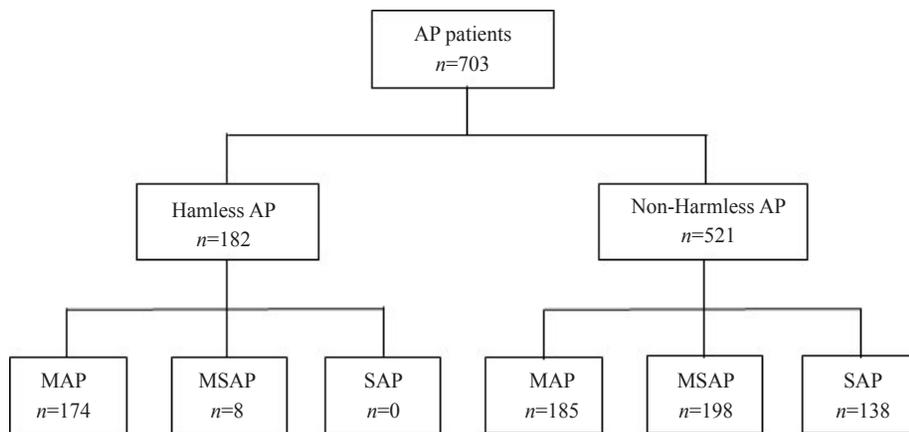 AP patients
n=703
Hamless AP
n=182
Non-Harmless AP
n=521
MAP
n=174
MSAP
n=8
SAP
n=0
MAP
n=185
MSAP
n=198
SAP
n=138